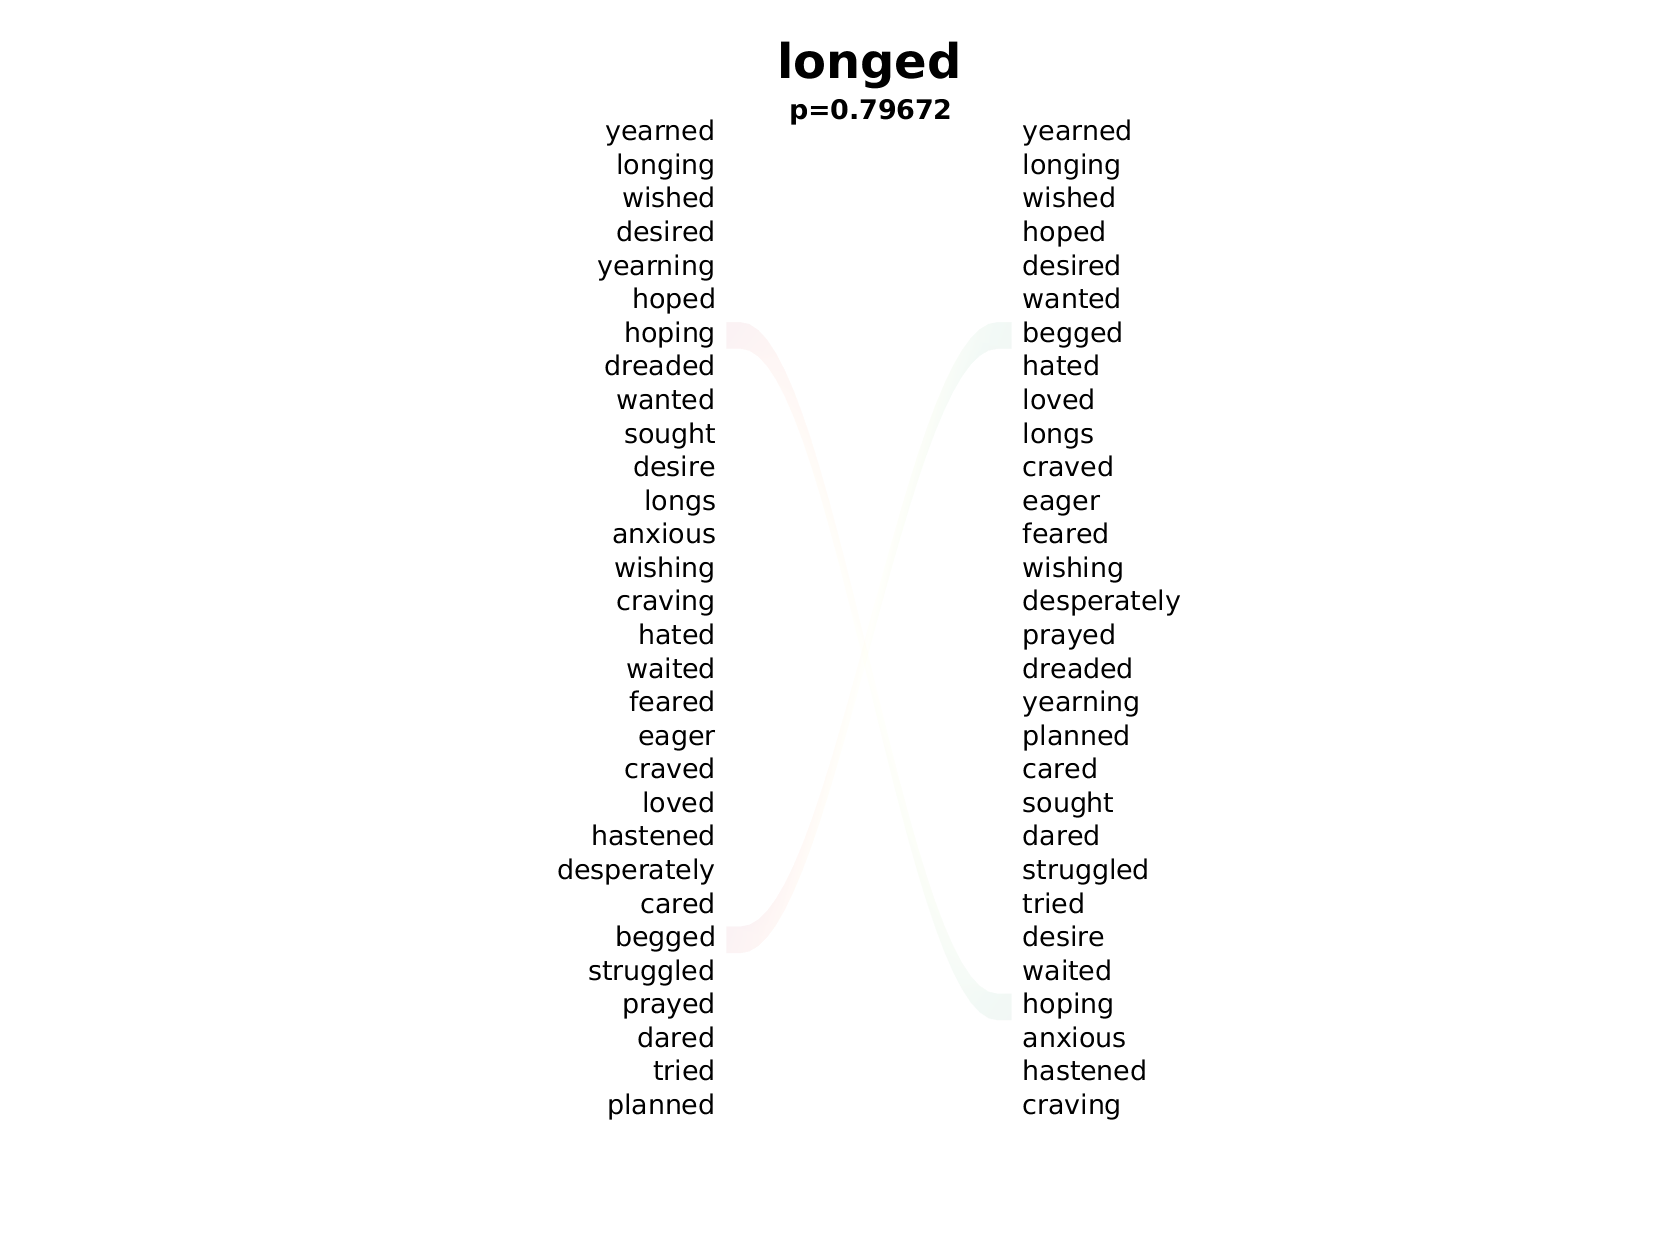 longed
p=0.79672
yearned yearned
longing longing
wished wished
desired hoped
yearning desired
hoped wanted
hoping begged
dreaded hated
wanted loved
sought longs
desire craved
longs eager
anxious feared
wishing wishing
craving desperately
hated prayed
waited dreaded
feared yearning
eager planned
craved cared
loved sought
hastened dared
desperately struggled
cared tried
begged desire
struggled waited
prayed hoping
dared anxious
tried hastened
planned craving